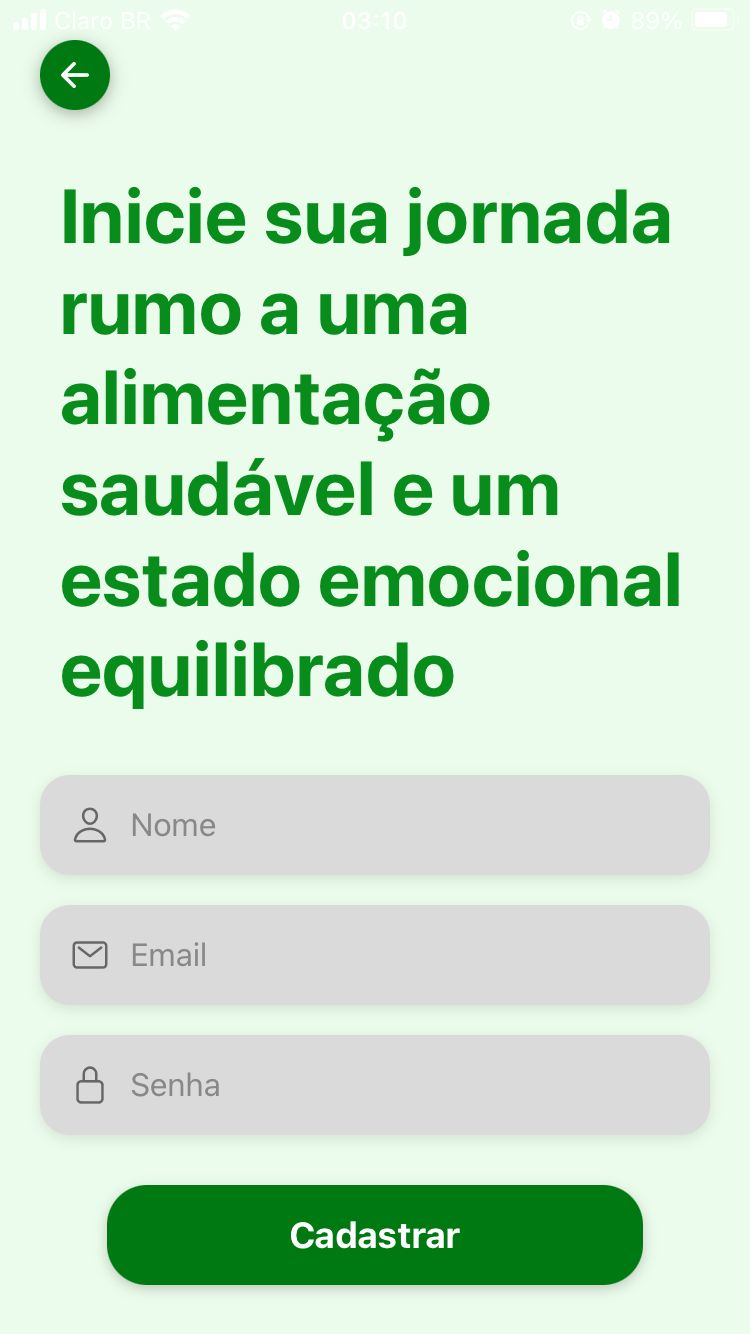 Claro BR 03:10 89%
Inicie sua jornada
rumo a uma
alimentação
saudável e um
estado emocional
equilibrado
Nome
Email
Senha
Cadastrar